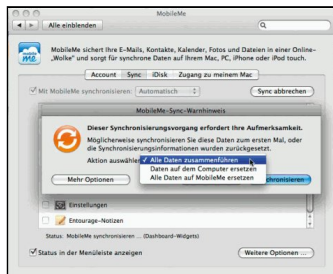 MobileMe
Alle einblenden
MobileMe sichert Ihre E-Mails, Kontakte, Kalender, Fotos und Dateien in einer Online-
„Wolke" und sorgt für synchrone Daten auf Ihrem Mac, PC, iPhone oder iPod touch.
Account Sync iDisk Zugang zu meinem Mac
Mit MobileMe synchronisieren: Automatisch Sync abbrechen
MobileMe-Sync-Warnhinweis
Dieser Synchronisierungsvorgang erfordert Ihre Aufmerksamkeit.
Möglicherweise synchronisieren Sie diese Daten zum ersten Mal, oder
die Synchronisierungsinformationen wurden zurückgesetzt.
Aktion auswählen ✓ Alle Daten zusammenführen
Daten auf dem Computer ersetzen
Alle Daten auf MobileMe ersetzen
Mehr Optionen
Einstellungen
Entourage-Notizen
Status: MobileMe synchronisieren ... (Dashboard-Widgets)
Status in der Menüleiste anzeigen Weitere Optionen ...